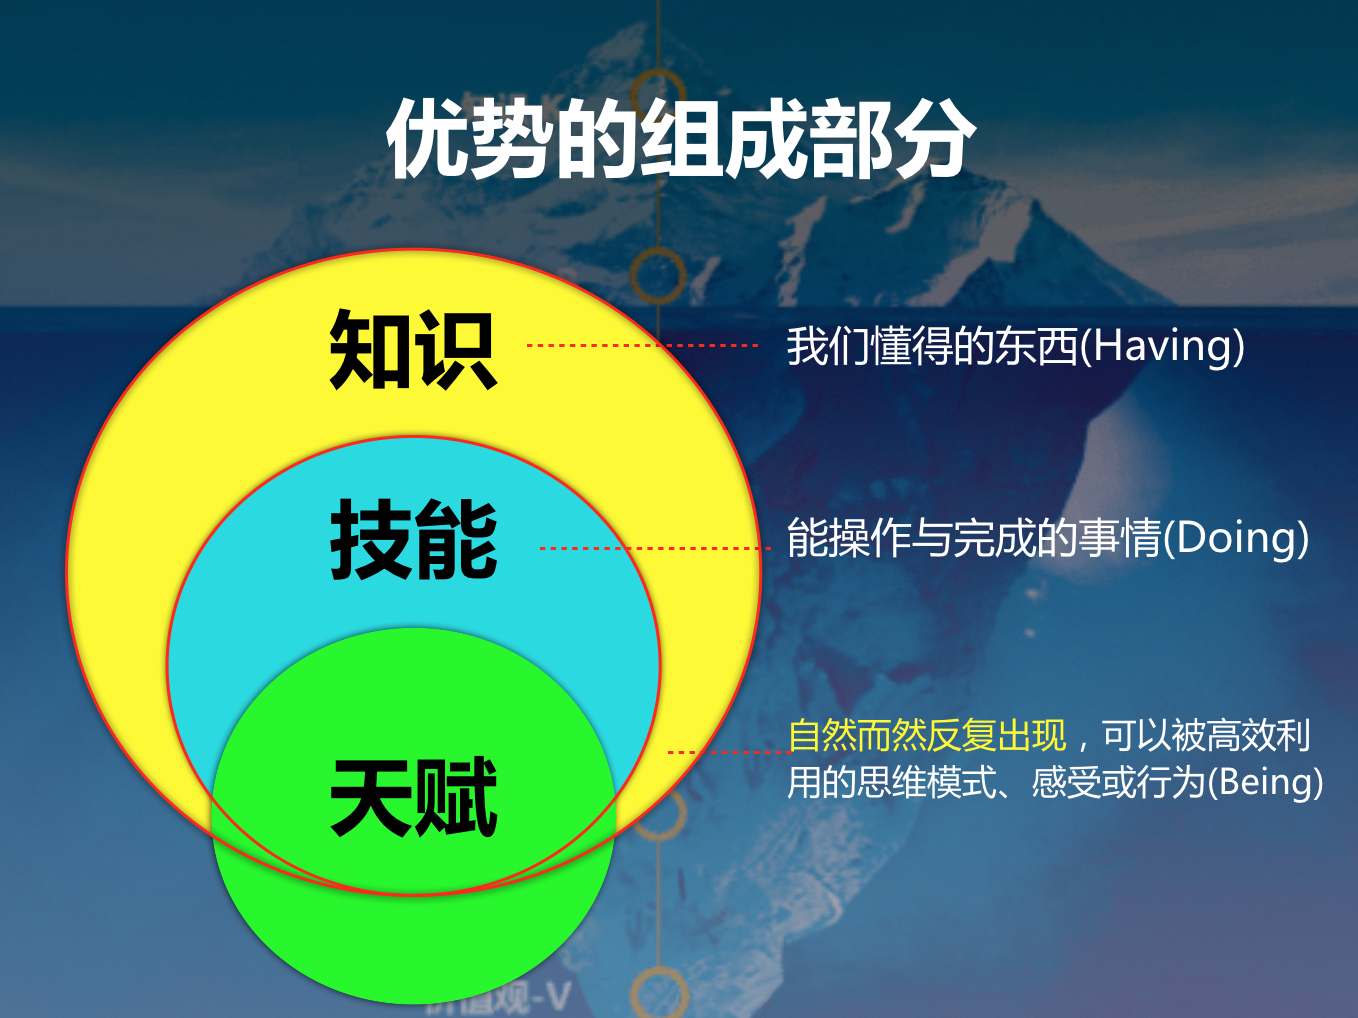 优势的组成部分
知识
我们懂得的东西(Having)
技能
能操作与完成的事情(Doing)
天赋
自然而然反复出现，可以被高效利
用的思维模式、感受或行为(Being)
价值观-V